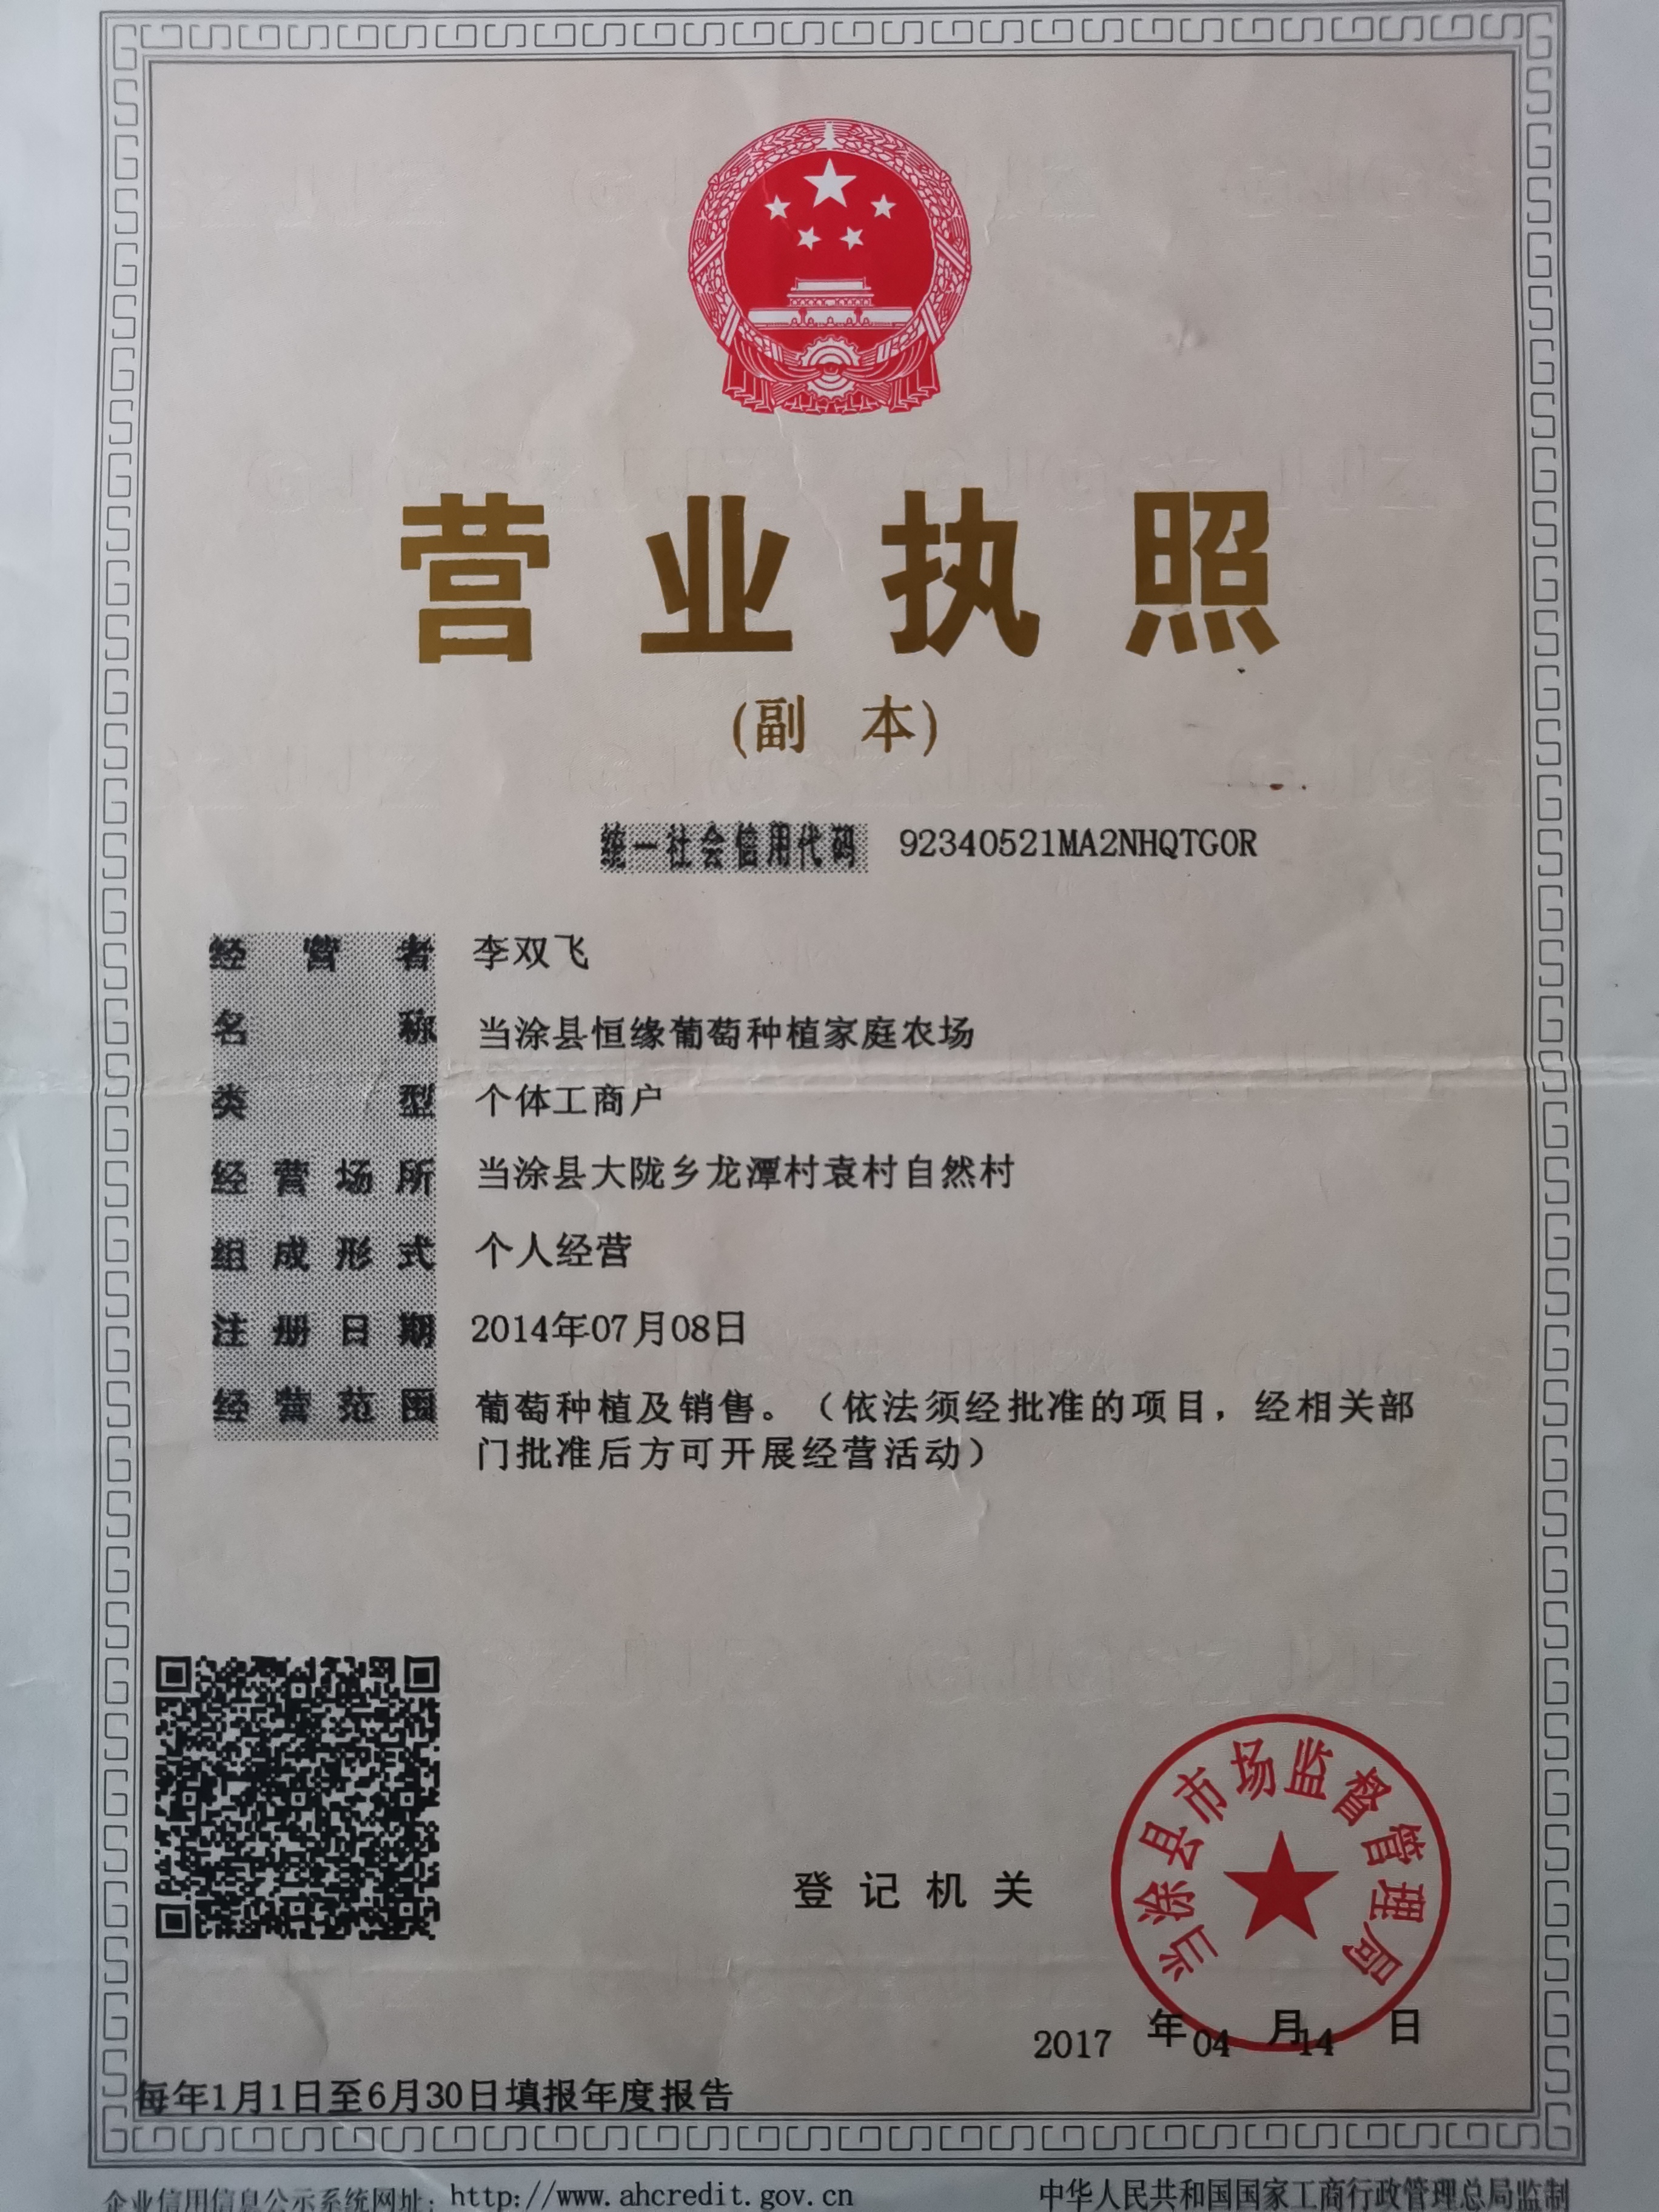 营业执照
(副 本)
统一社会信用代码 92340521MA2NHQTG0R
经营者 李双飞
名称 当涂县恒缘葡萄种植家庭农场
类型 个体工商户
经营场所 当涂县大陇乡龙潭村袁村自然村
组成形式 个人经营
注册日期 2014年07月08日
经营范围 葡萄种植及销售。（依法须经批准的项目，经相关部
门批准后方可开展经营活动）
登记机关
当涂县市场监督管理局
2017 年 04 月 14 日
每年1月1日至6月30日填报年度报告
企业信用信息公示系统网址：http://www.ahcredit.gov.cn
中华人民共和国国家工商行政管理总局监制